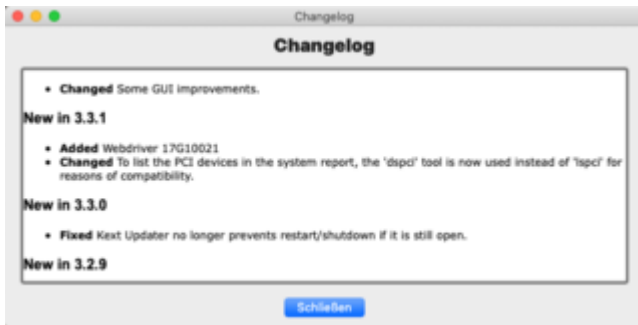 Changelog
Changelog
• Changed Some GUI improvements.
New in 3.3.1
• Added Webdriver 17G10021
• Changed To list the PCI devices in the system report, the 'dspci' tool is now used instead of 'lspci' for
reasons of compatibility.
New in 3.3.0
• Fixed Kext Updater no longer prevents restart/shutdown if it is still open.
New in 3.2.9
Schließen